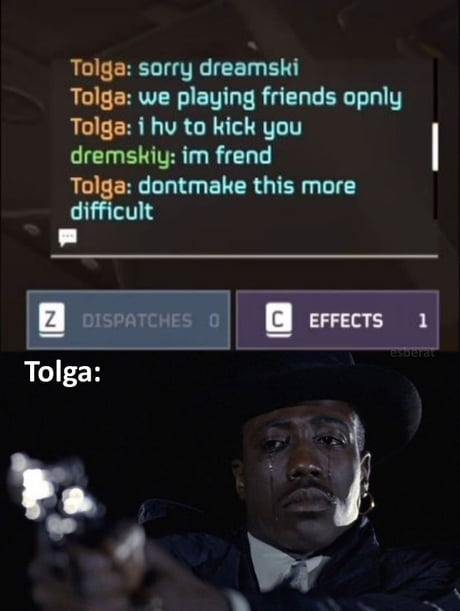 Tolga: sorry dreamski
Tolga: we playing friends opnly
Tolga: i hv to kick you
dremskiy: im frend
Tolga: dontmake this more
difficult
Z DISPATCHES 0 C EFFECTS 1
esberat
Tolga: